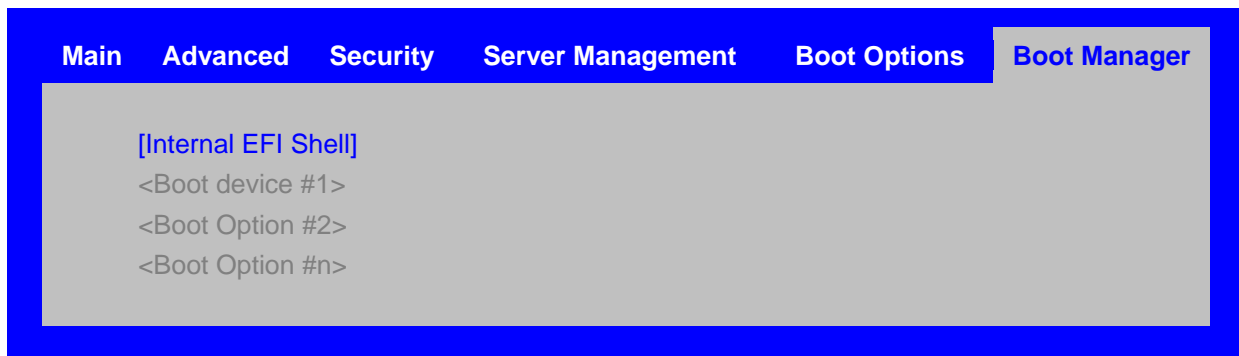 Main Advanced Security Server Management Boot Options Boot Manager
[Internal EFI Shell]
<Boot device #1>
<Boot Option #2>
<Boot Option #n>